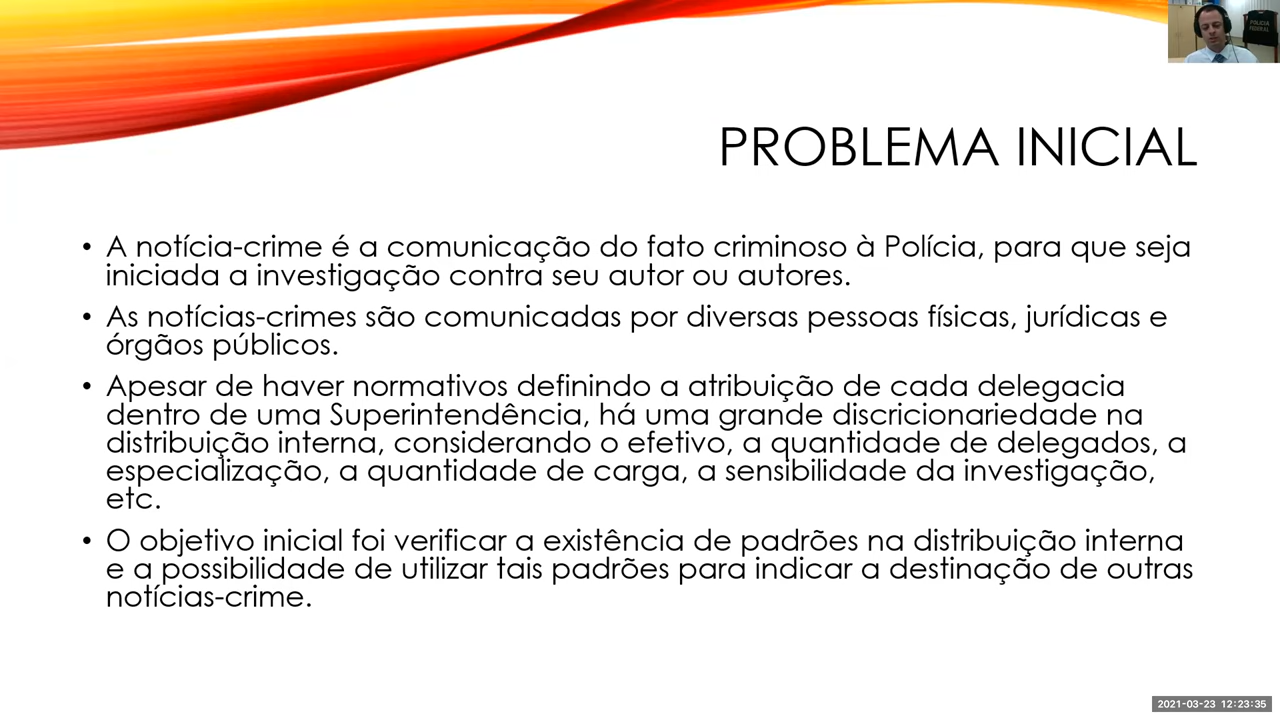 POLÍCIA
FEDERAL
PROBLEMA INICIAL
• A notícia-crime é a comunicação do fato criminoso à Polícia, para que seja
iniciada a investigação contra seu autor ou autores.
• As notícias-crimes são comunicadas por diversas pessoas físicas, jurídicas e
órgãos públicos.
• Apesar de haver normativos definindo a atribuição de cada delegacia
dentro de uma Superintendência, há uma grande discricionariedade na
distribuição interna, considerando o efetivo, a quantidade de delegados, a
especialização, a quantidade de carga, a sensibilidade da investigação,
etc.
• O objetivo inicial foi verificar a existência de padrões na distribuição interna
e a possibilidade de utilizar tais padrões para indicar a destinação de outras
notícias-crime.
2021-03-23 12:23:35